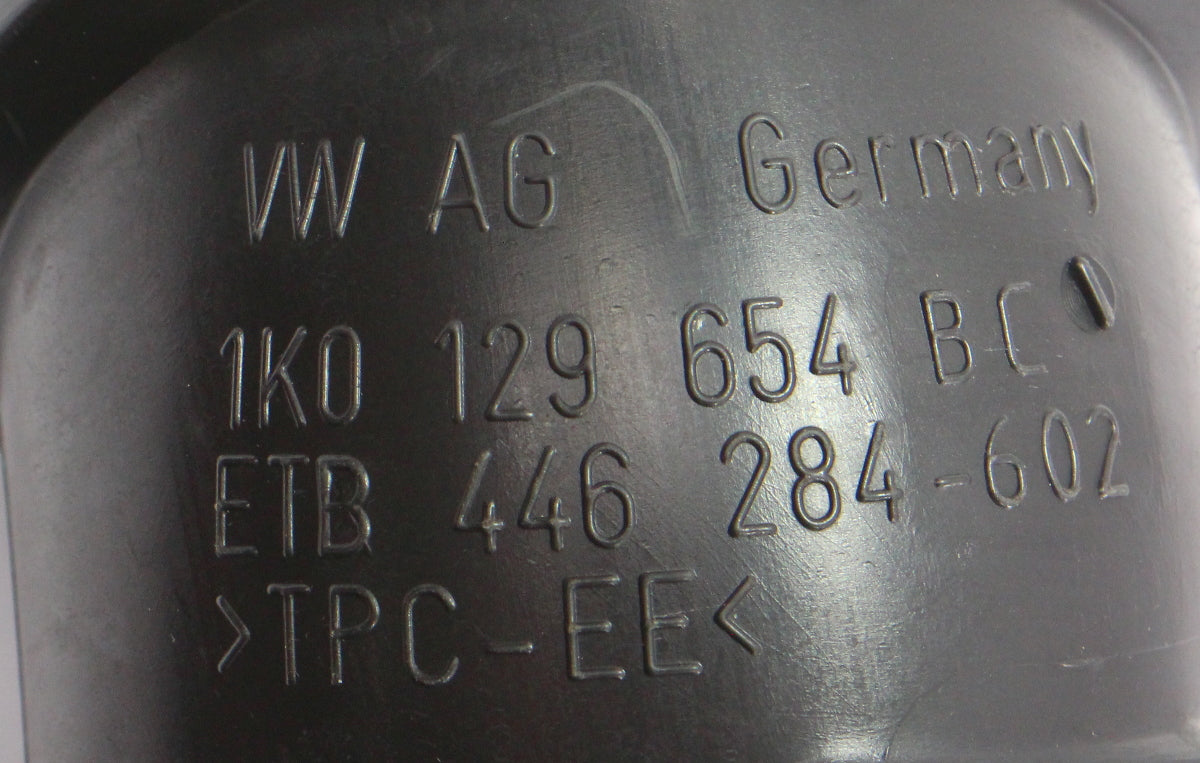 VW AG Germany
1K0 129 654 BC
ETB 446 284-602
>TPC-EE<